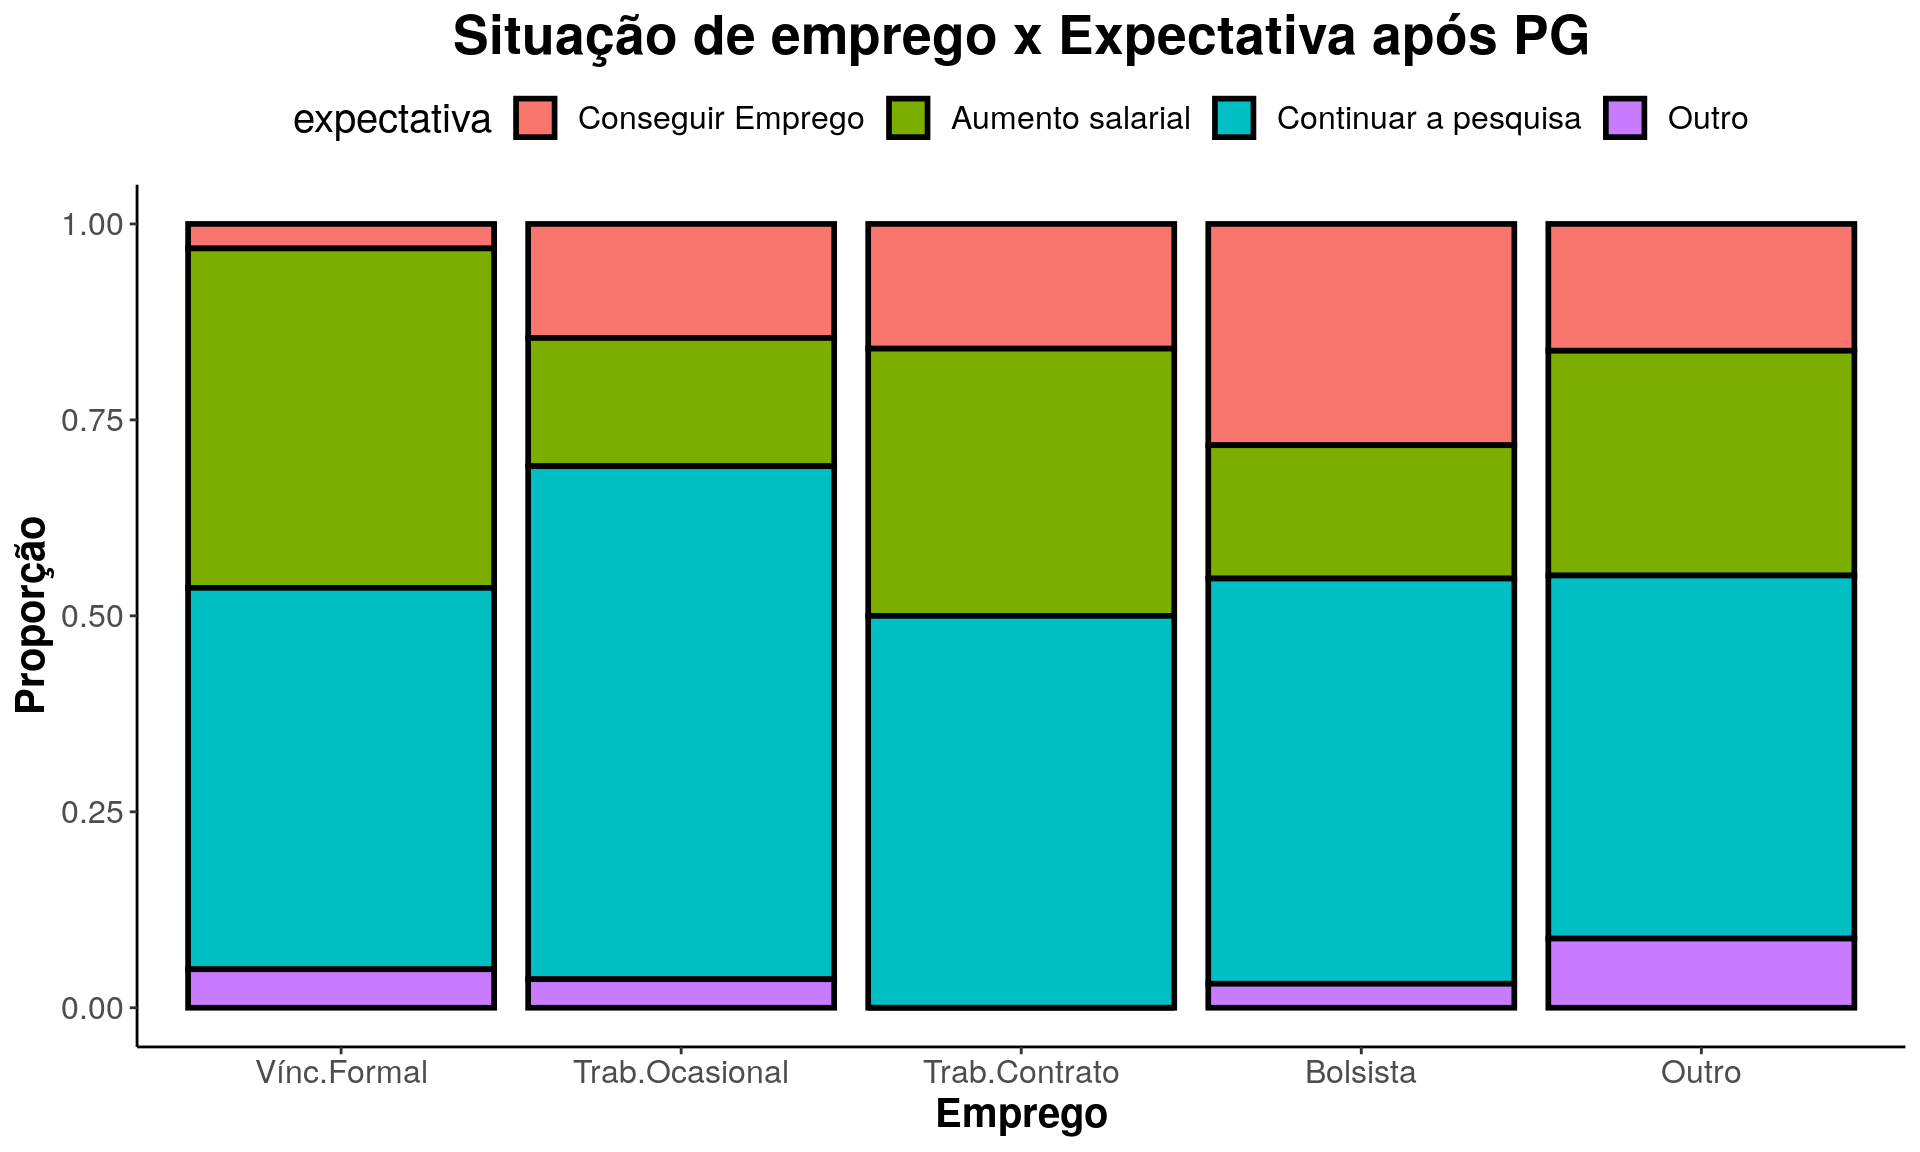 Situação de emprego x Expectativa após PG
expectativa Conseguir Emprego Aumento salarial Continuar a pesquisa Outro
Proporção
1.00
0.75
0.50
0.25
0.00
Vínc.Formal Trab.Ocasional Trab.Contrato Bolsista Outro
Emprego